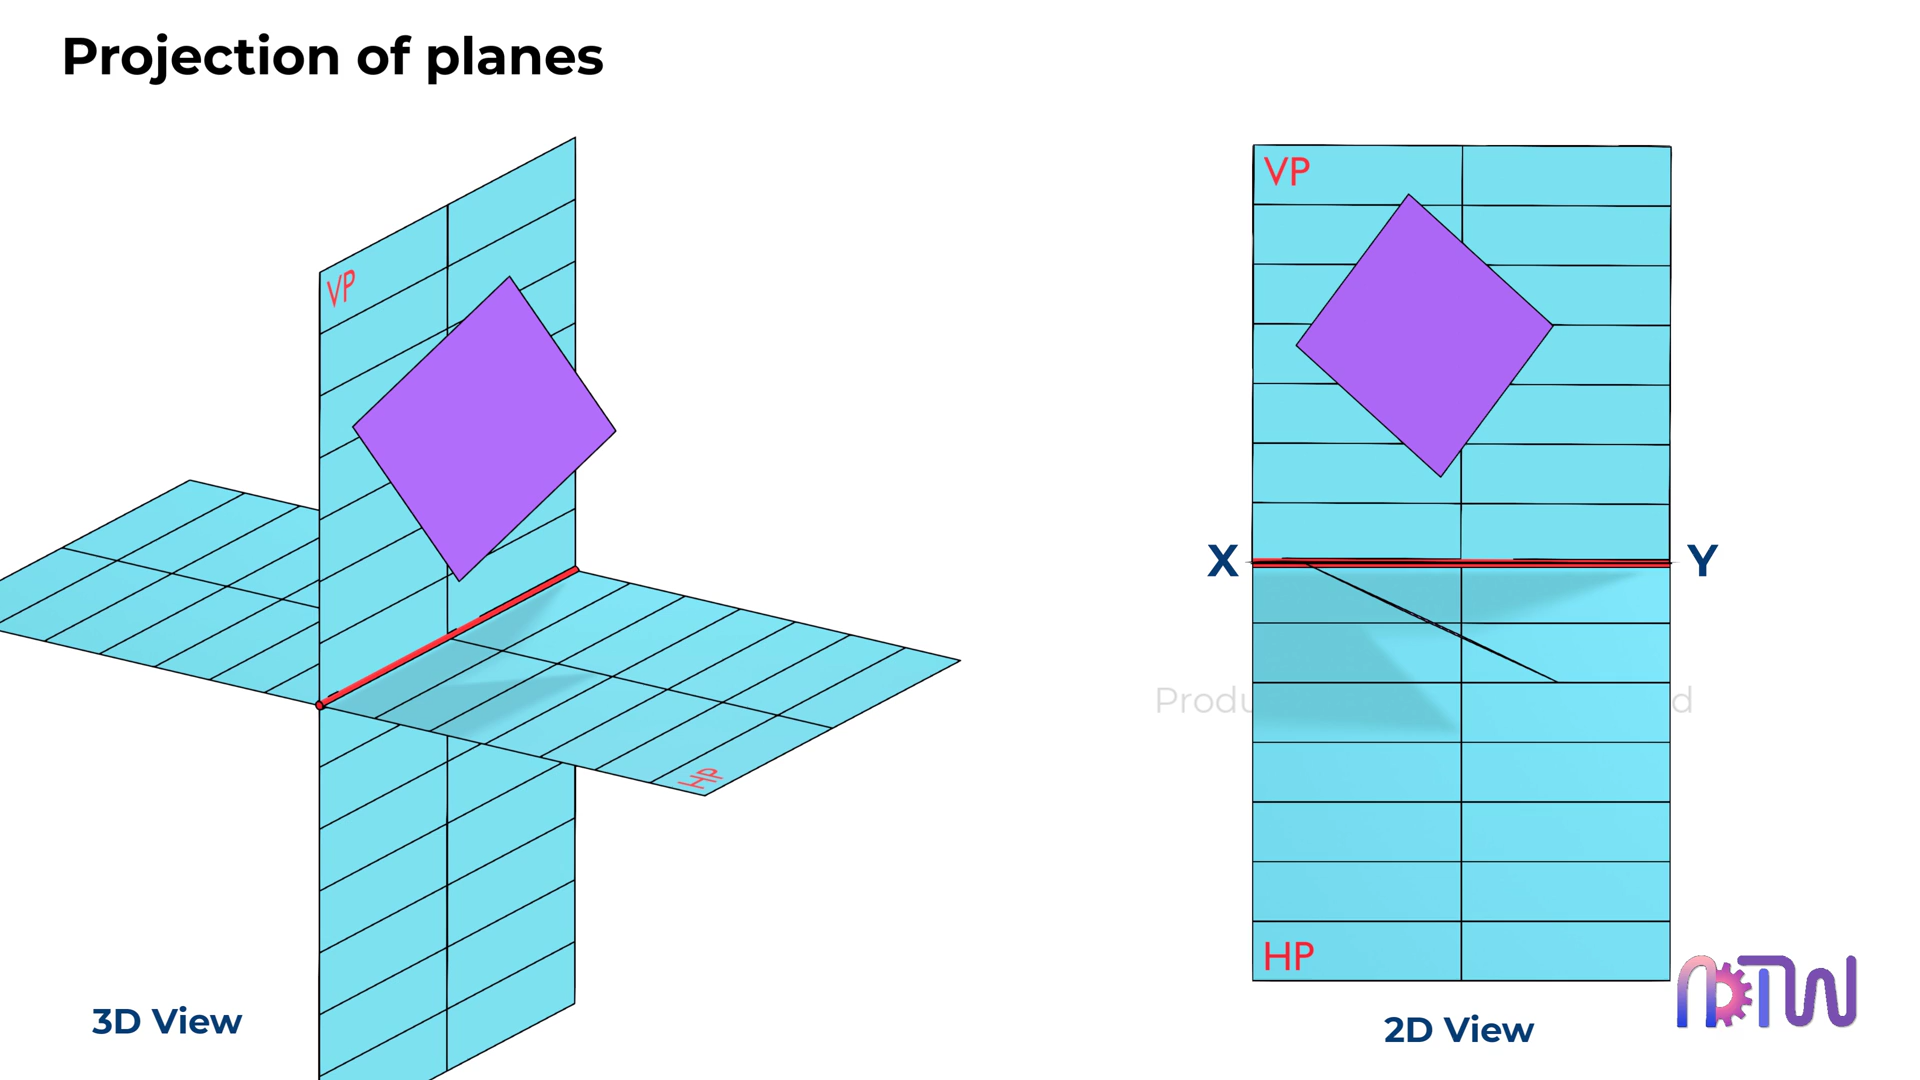 Projection of planes
VP
VP
X
Y
HP
HP
3D View
2D View